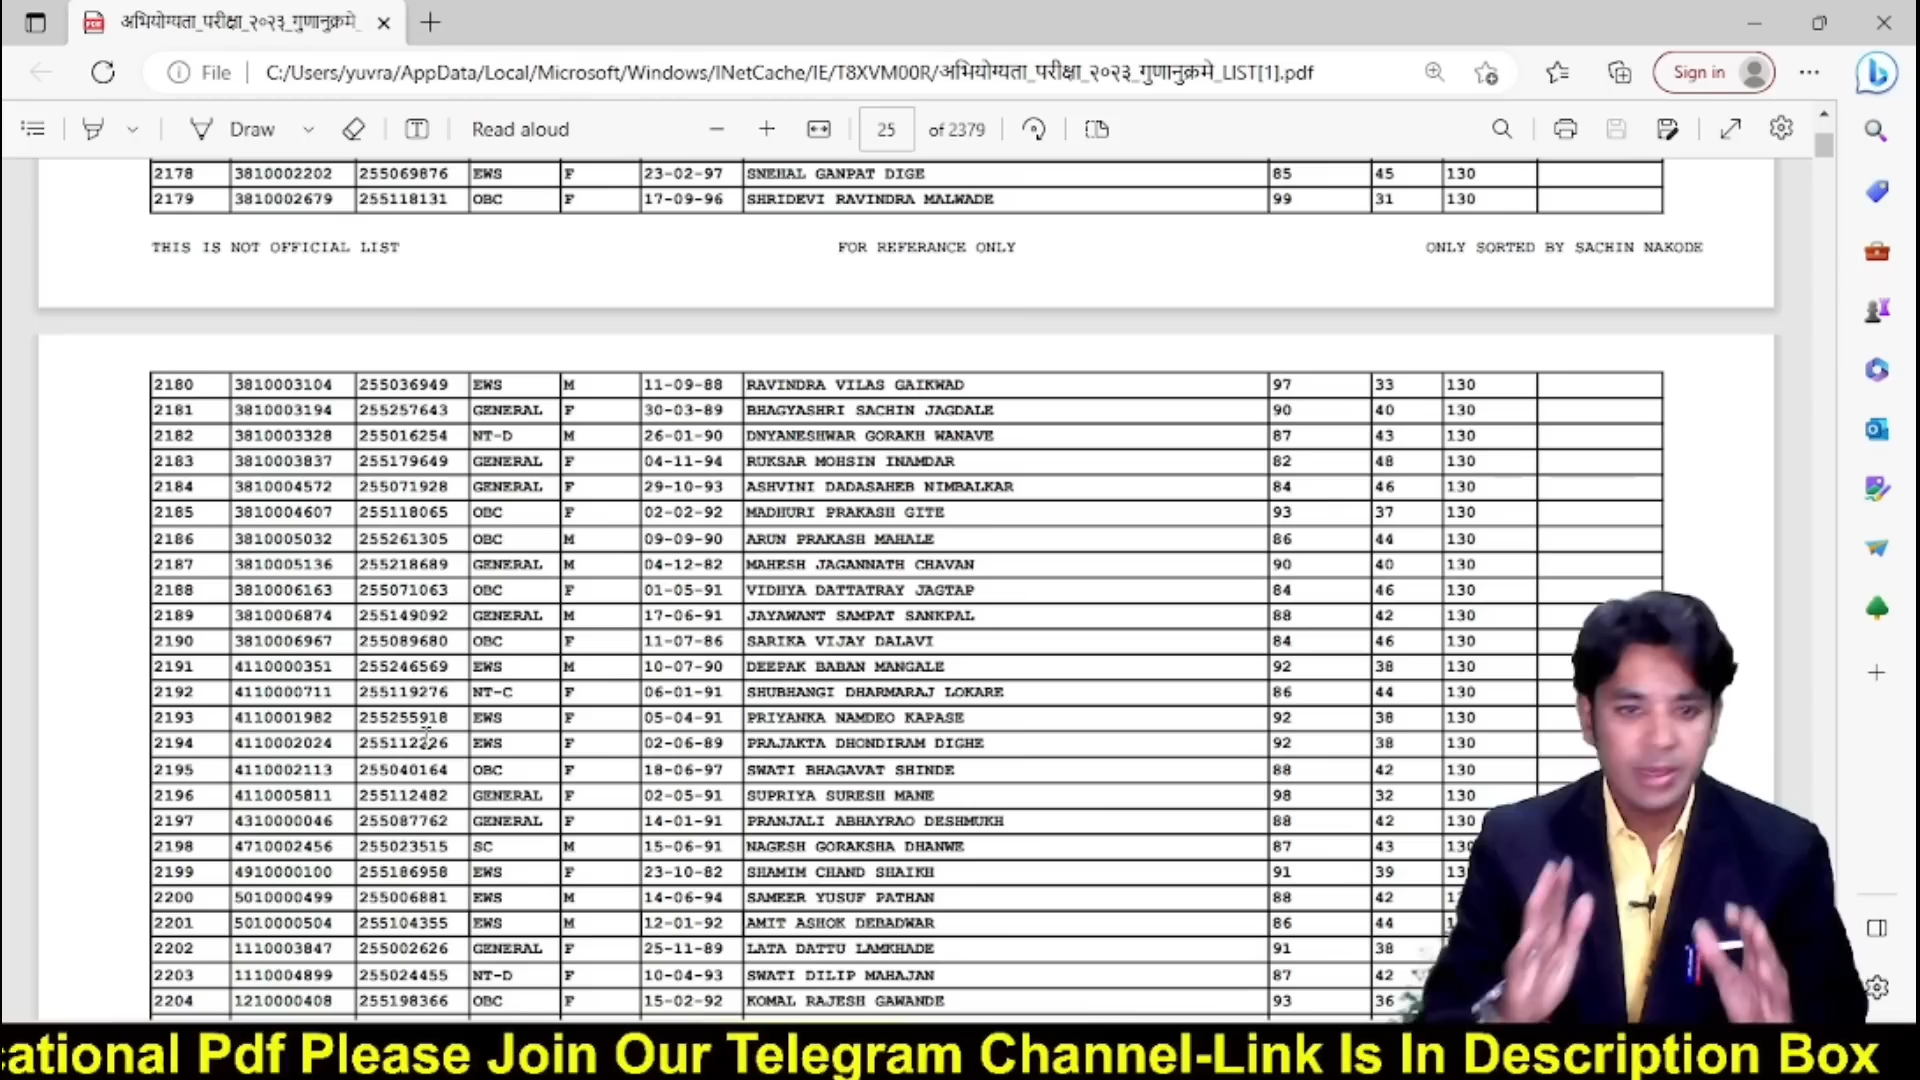 अभियोग्यता_परीक्षा_२०२३_गुणानुक्रमे_
File C:/Users/yuvra/AppData/Local/Microsoft/Windows/INetCache/IE/T8XVM00R/अभियोग्यता_परीक्षा_२०२३_गुणानुक्रमे_LIST[1].pdf Sign in
Draw Read aloud 25 of 2379
2178 3810002202 255069876 EWS F 23-02-97 SNEHAL GANPAT DIGE 85 45 130
2179 3810002679 255118131 OBC F 17-09-96 SHRIDEVI RAVINDRA MALWADE 99 31 130
THIS IS NOT OFFICIAL LIST FOR REFERANCE ONLY ONLY SORTED BY SACHIN NAKODE
2180 3810003104 255036949 EWS M 11-09-88 RAVINDRA VILAS GAIKWAD 97 33 130
2181 3810003194 255257643 GENERAL F 30-03-89 BHAGYASHRI SACHIN JAGDALE 90 40 130
2182 3810003328 255016254 NT-D M 26-01-90 DNYANESHWAR GORAKH WANAVE 87 43 130
2183 3810003837 255179649 GENERAL F 04-11-94 RUKSAR MOHSIN INAMDAR 82 48 130
2184 3810004572 255071928 GENERAL F 29-10-93 ASHVINI DADASAHEB NIMBALKAR 84 46 130
2185 3810004607 255118065 OBC F 02-02-92 MADHURI PRAKASH GITE 93 37 130
2186 3810005032 255261305 OBC M 09-09-90 ARUN PRAKASH MAHALE 86 44 130
2187 3810005136 255218689 GENERAL M 04-12-82 MAHESH JAGANNATH CHAVAN 90 40 130
2188 3810006163 255071063 OBC F 01-05-91 VIDHYA DATTATRAY JAGTAP 84 46 130
2189 3810006874 255149092 GENERAL M 17-06-91 JAYAWANT SAMPAT SANKPAL 88 42 130
2190 3810006967 255089680 OBC F 11-07-86 SARIKA VIJAY DALAVI 84 46 130
2191 4110000351 255246569 EWS M 10-07-90 DEEPAK BABAN MANGALE 92 38 130
2192 4110000711 255119276 NT-C F 06-01-91 SHUBHANGI DHARMARAJ LOKARE 86 44 130
2193 4110001982 255255918 EWS F 05-04-91 PRIYANKA NAMDEO KAPASE 92 38 130
2194 4110002024 255112226 EWS F 02-06-89 PRAJAKTA DHONDIRAM DIGHE 92 38 130
2195 4110002113 255040164 OBC F 18-06-97 SWATI BHAGAVAT SHINDE 88 42 130
2196 4110005811 255112482 GENERAL F 02-05-91 SUPRIYA SURESH MANE 98 32 130
2197 4310000046 255087762 GENERAL F 14-01-91 PRANJALI ABHAYRAO DESHMUKH 88 42 130
2198 4710002456 255023515 SC M 15-06-91 NAGESH GORAKSHA DHANWE 87 43 130
2199 4910000100 255186958 EWS F 23-10-82 SHAMIM CHAND SHAIKH 91 39 13
2200 5010000499 255006881 EWS M 14-06-94 SAMEER YUSUF PATHAN 88 42 1
2201 5010000504 255104355 EWS M 12-01-92 AMIT ASHOK DEBADWAR 86 44 1
2202 1110003847 255002626 GENERAL F 25-11-89 LATA DATTU LAMKHADE 91 38
2203 1110004899 255024455 NT-D F 10-04-93 SWATI DILIP MAHAJAN 87 42
2204 1210000408 255198366 OBC F 15-02-92 KOMAL RAJESH GAWANDE 93 36
cational Pdf Please Join Our Telegram Channel-Link Is In Description Box